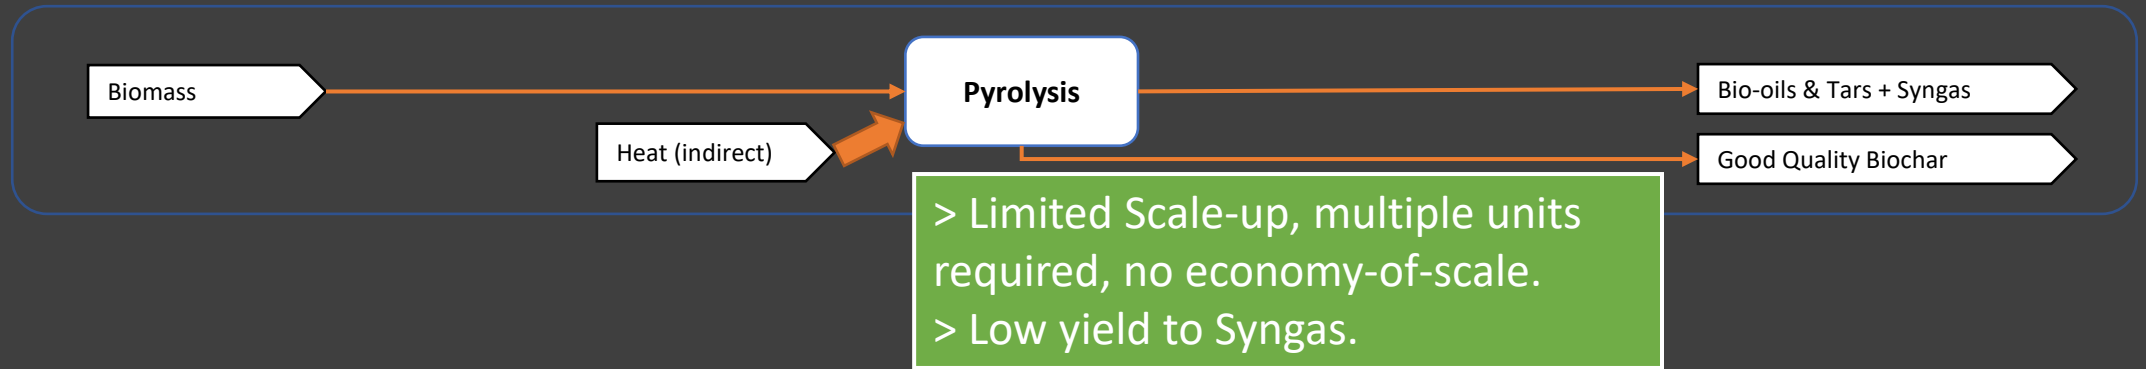 Biomass
Heat (indirect)
Pyrolysis
Bio-oils & Tars + Syngas
Good Quality Biochar
> Limited Scale-up, multiple units
required, no economy-of-scale.
> Low yield to Syngas.